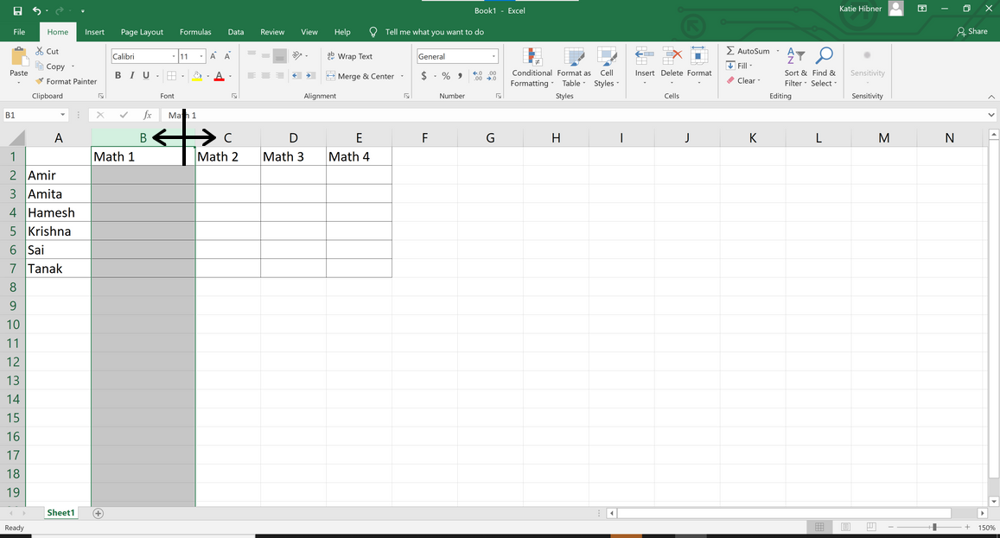 Book1 - Excel
Katie Hibner
File Home Insert Page Layout Formulas Data Review View Help Tell me what you want to do
Share
Paste
Cut
Copy
Format Painter
Clipboard
Calibri 11
B I U
Font
Wrap Text
Merge & Center
Alignment
General
$ % ,
Number
Conditional Formatting
Format as Table
Cell Styles
Styles
Insert Delete Format
Cells
AutoSum
Fill
Clear
Sort & Filter
Find & Select
Editing
Sensitivity
Sensitivity
B1 fx Math 1
A B C D E F G H I J K L M N
1 Math 1 Math 2 Math 3 Math 4
2 Amir
3 Amita
4 Hamesh
5 Krishna
6 Sai
7 Tanak
8
9
10
11
12
13
14
15
16
17
18
19
Sheet1
Ready
150%